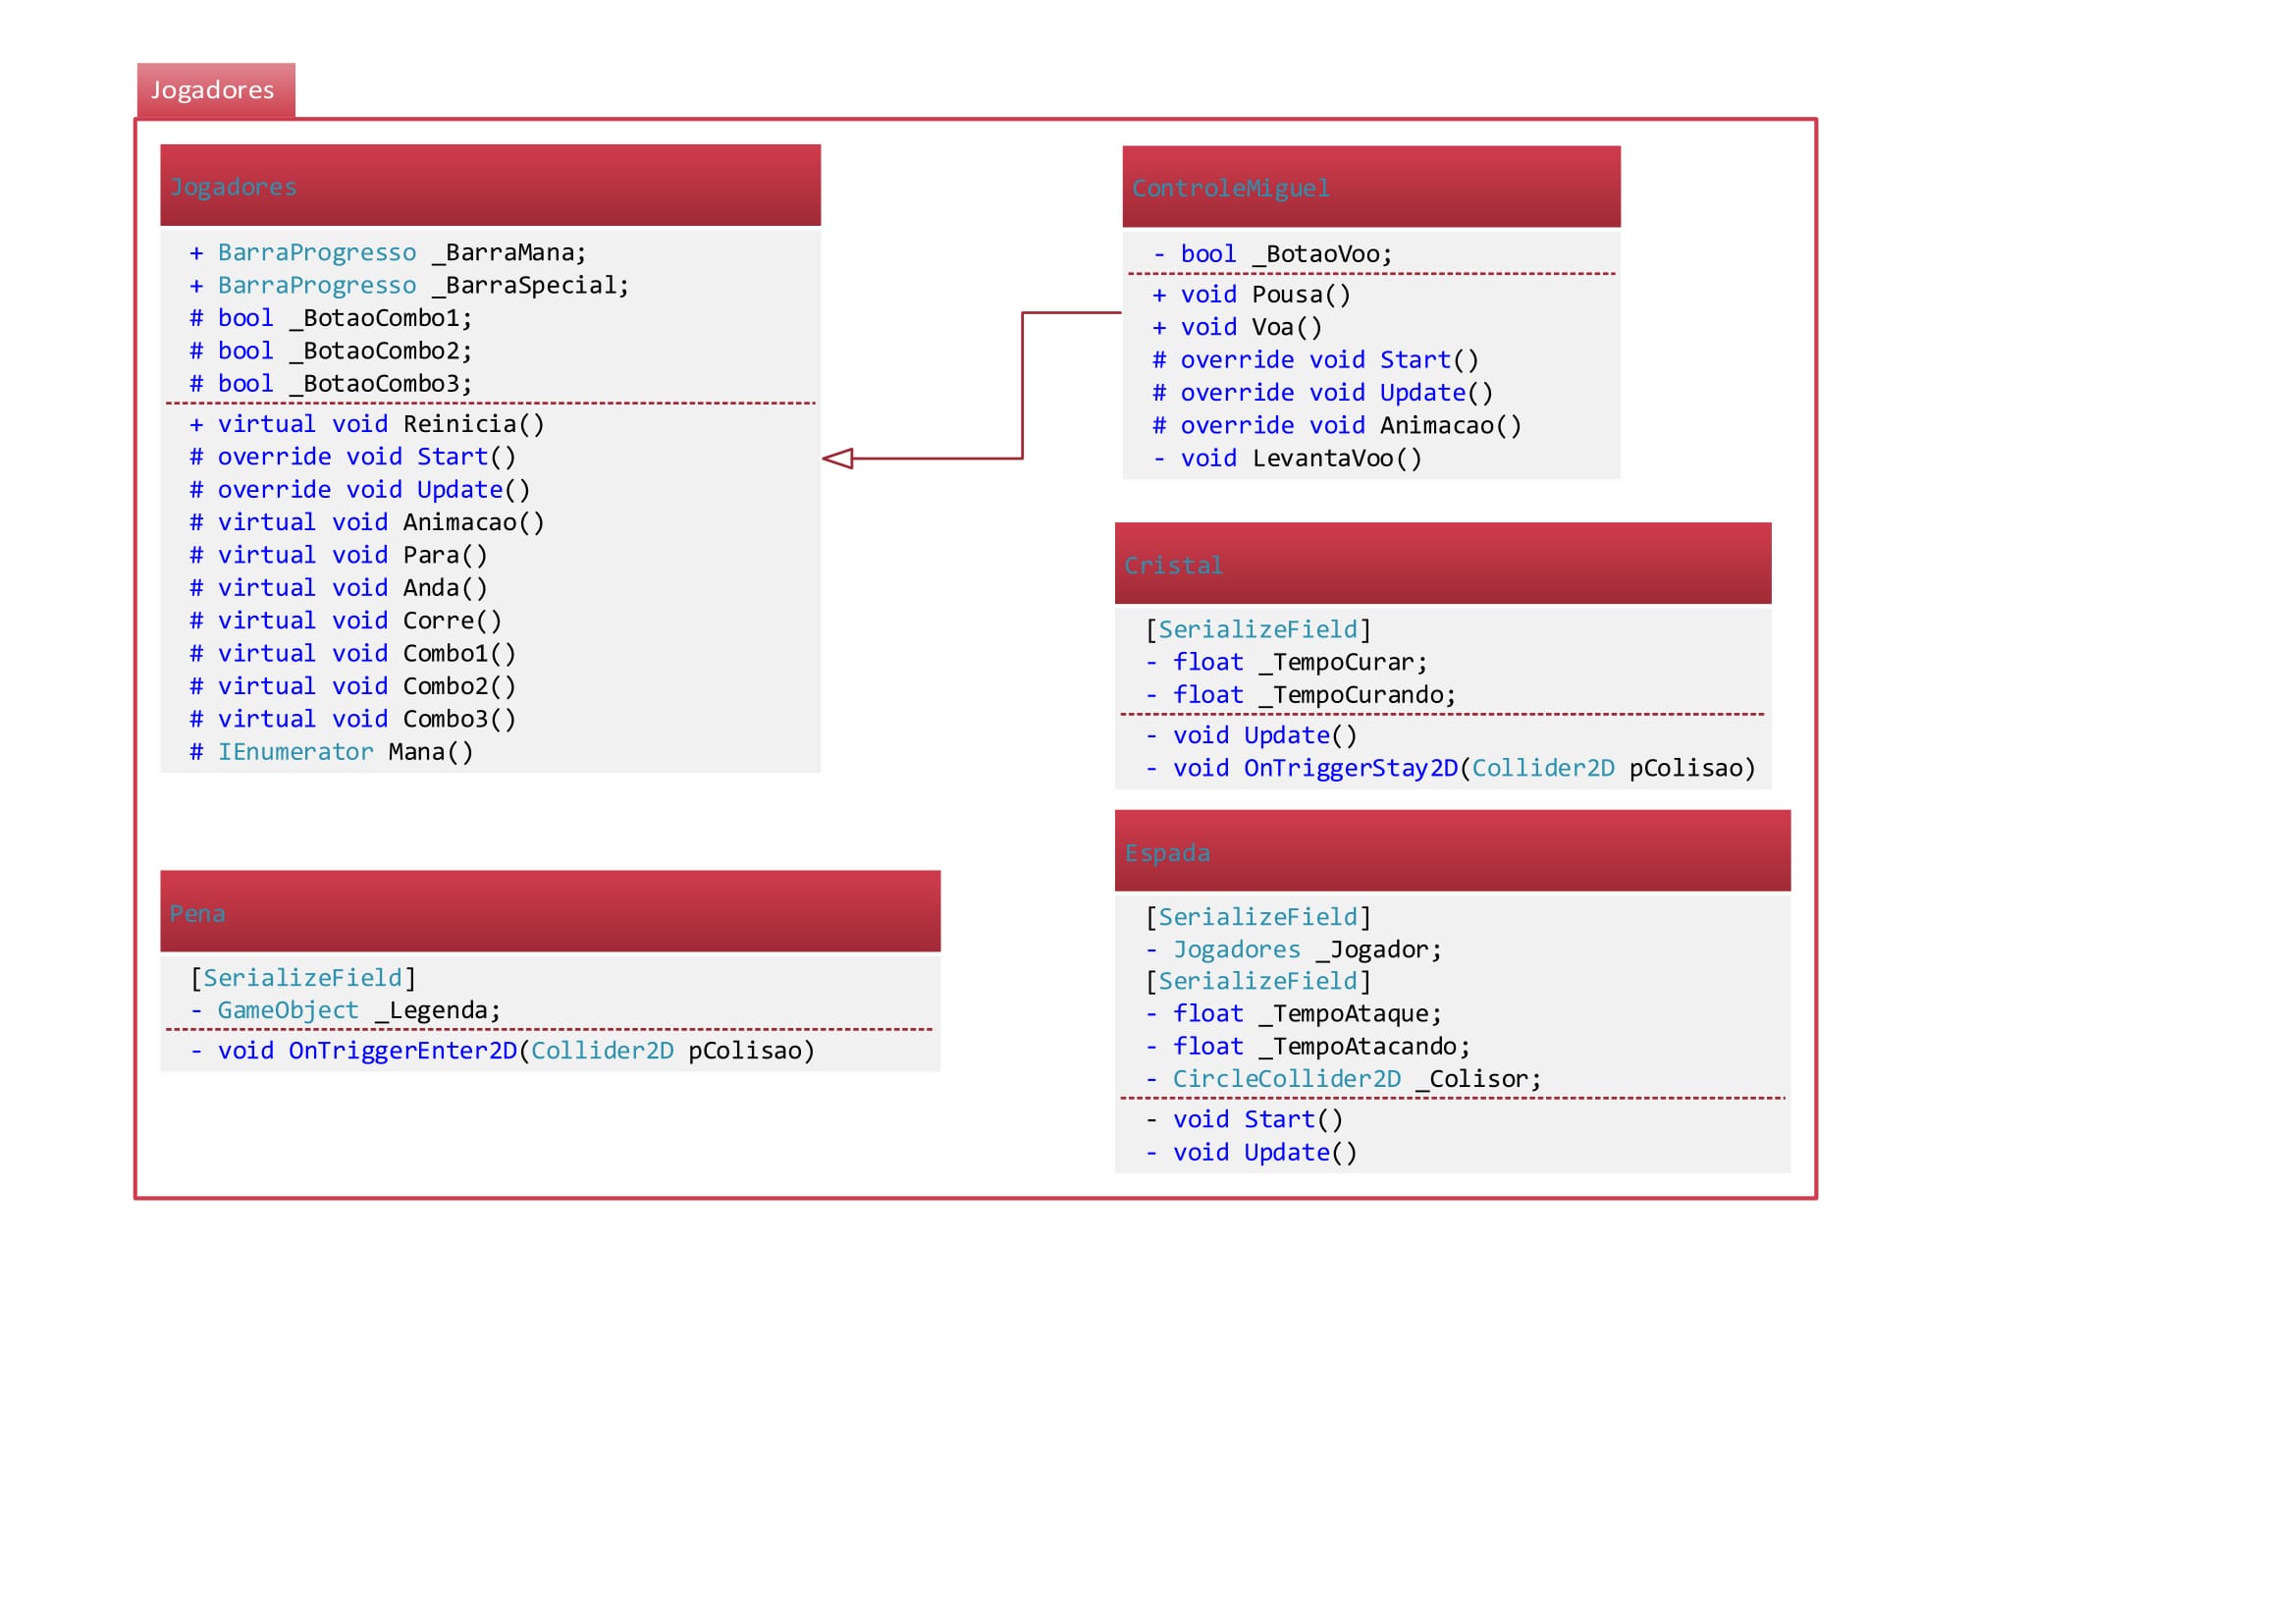 Jogadores
Jogadores
+ BarraProgresso _BarraMana;
+ BarraProgresso _BarraSpecial;
# bool _BotaoCombo1;
# bool _BotaoCombo2;
# bool _BotaoCombo3;
+ virtual void Reinicia()
# override void Start()
# override void Update()
# virtual void Animacao()
# virtual void Para()
# virtual void Anda()
# virtual void Corre()
# virtual void Combo1()
# virtual void Combo2()
# virtual void Combo3()
# IEnumerator Mana()
ControleMiguel
- bool _BotaoVoo;
+ void Pousa()
+ void Voa()
# override void Start()
# override void Update()
# override void Animacao()
- void LevantaVoo()
Cristal
[SerializeField]
- float _TempoCurar;
- float _TempoCurando;
- void Update()
- void OnTriggerStay2D(Collider2D pColisao)
Pena
[SerializeField]
- GameObject _Legenda;
- void OnTriggerEnter2D(Collider2D pColisao)
Espada
[SerializeField]
- Jogadores _Jogador;
[SerializeField]
- float _TempoAtaque;
- float _TempoAtacando;
- CircleCollider2D _Colisor;
- void Start()
- void Update()